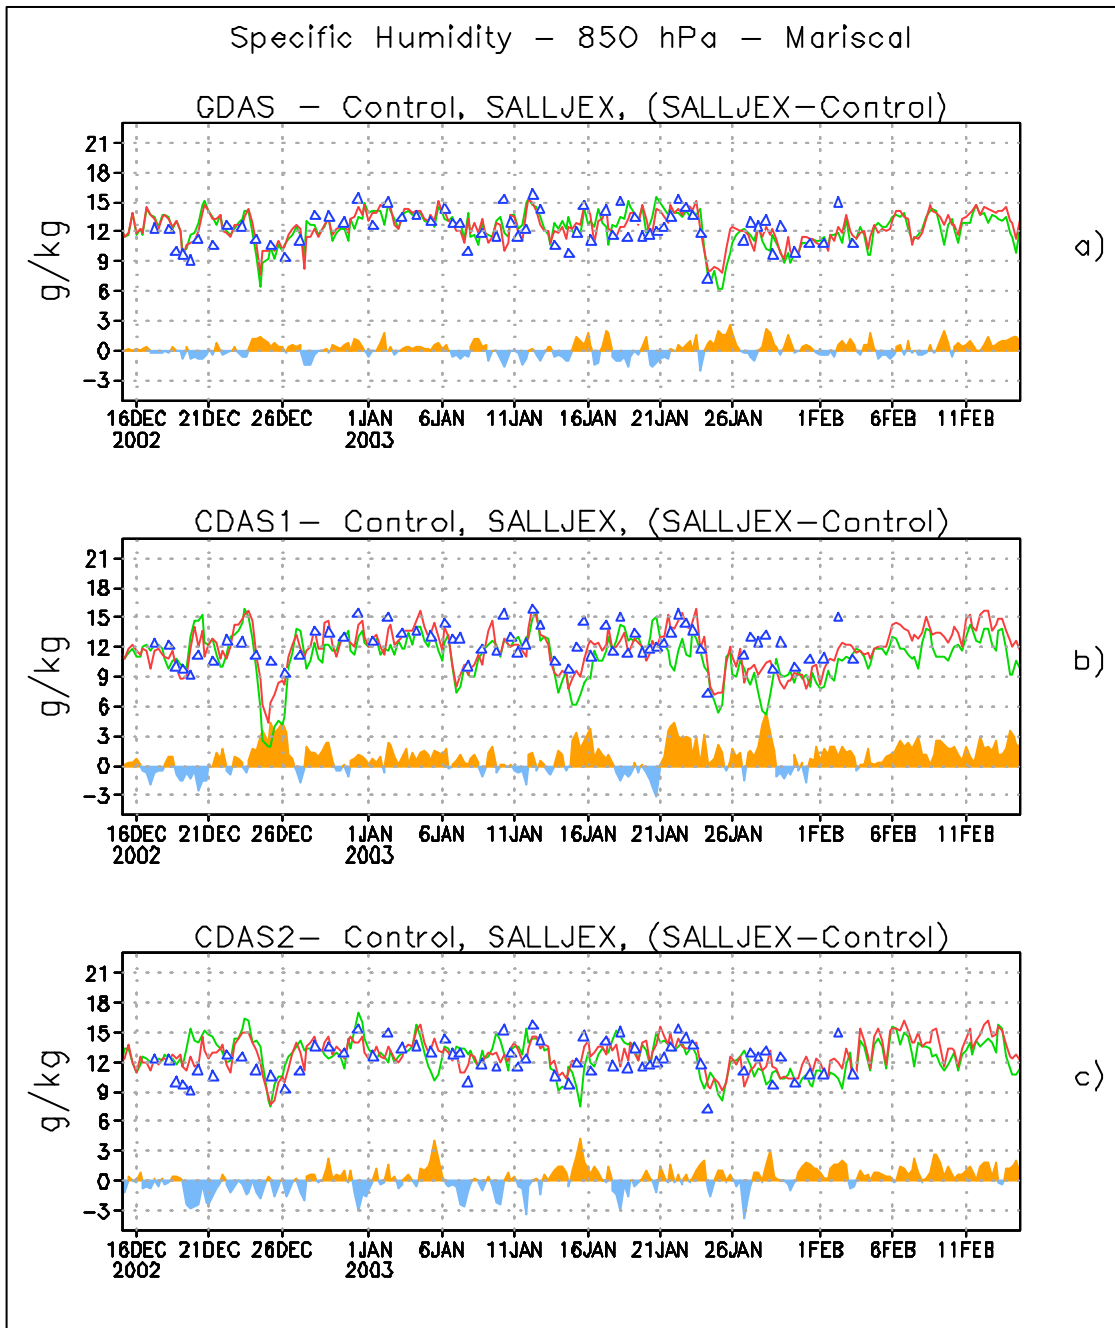 Specific Humidity – 850 hPa – Mariscal
GDAS – Control, SALLJEX, (SALLJEX–Control)
21
18
15
12
9
6
3
0
–3
g/kg
a)
16DEC 21DEC 26DEC 1JAN 6JAN 11JAN 16JAN 21JAN 26JAN 1FEB 6FEB 11FEB
2002 2003
CDAS1– Control, SALLJEX, (SALLJEX–Control)
21
18
15
12
9
6
3
0
–3
g/kg
b)
16DEC 21DEC 26DEC 1JAN 6JAN 11JAN 16JAN 21JAN 26JAN 1FEB 6FEB 11FEB
2002 2003
CDAS2– Control, SALLJEX, (SALLJEX–Control)
21
18
15
12
9
6
3
0
–3
g/kg
c)
16DEC 21DEC 26DEC 1JAN 6JAN 11JAN 16JAN 21JAN 26JAN 1FEB 6FEB 11FEB
2002 2003